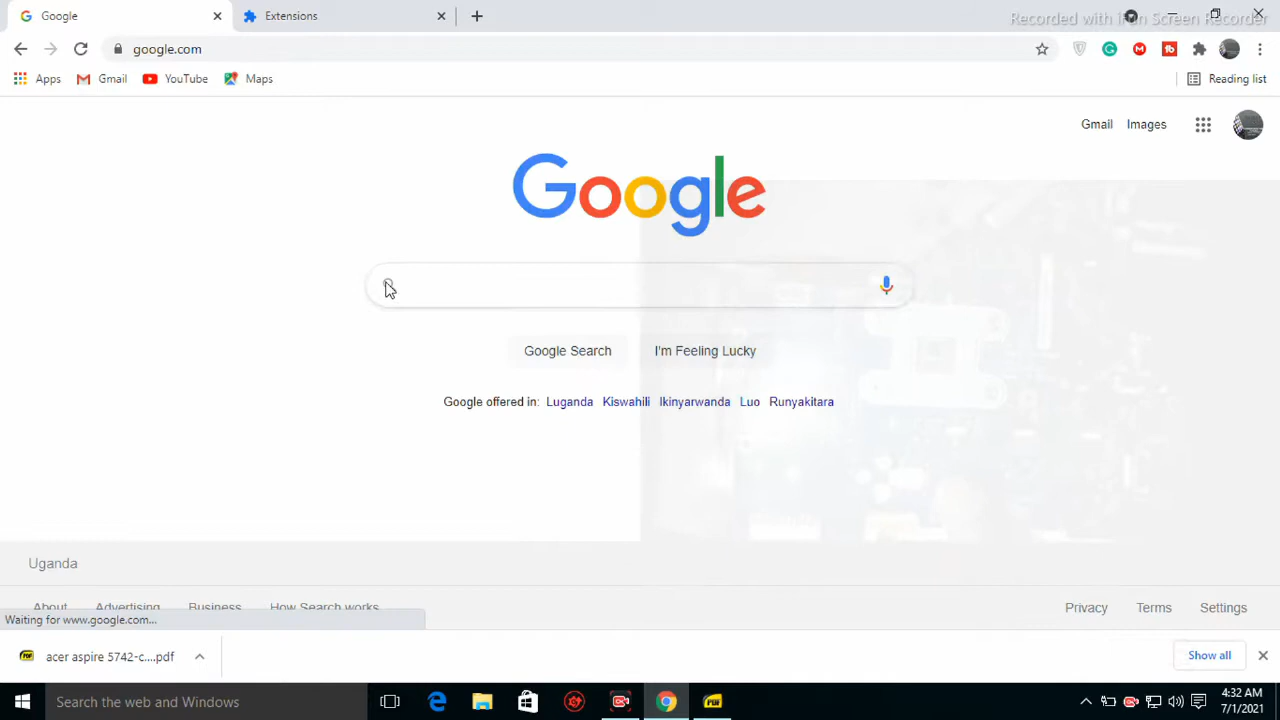 Google
Extensions
Recorded with iFun Screen Recorder
google.com
Apps
Gmail
YouTube
Maps
Reading list
Gmail
Images
Google
Google Search
I'm Feeling Lucky
Google offered in: Luganda Kiswahili Ikinyarwanda Luo Runyakitara
Uganda
About
Advertising
Business
How Search works
Privacy
Terms
Settings
Waiting for www.google.com...
acer aspire 5742-c....pdf
Show all
Search the web and Windows
4:32 AM
7/1/2021